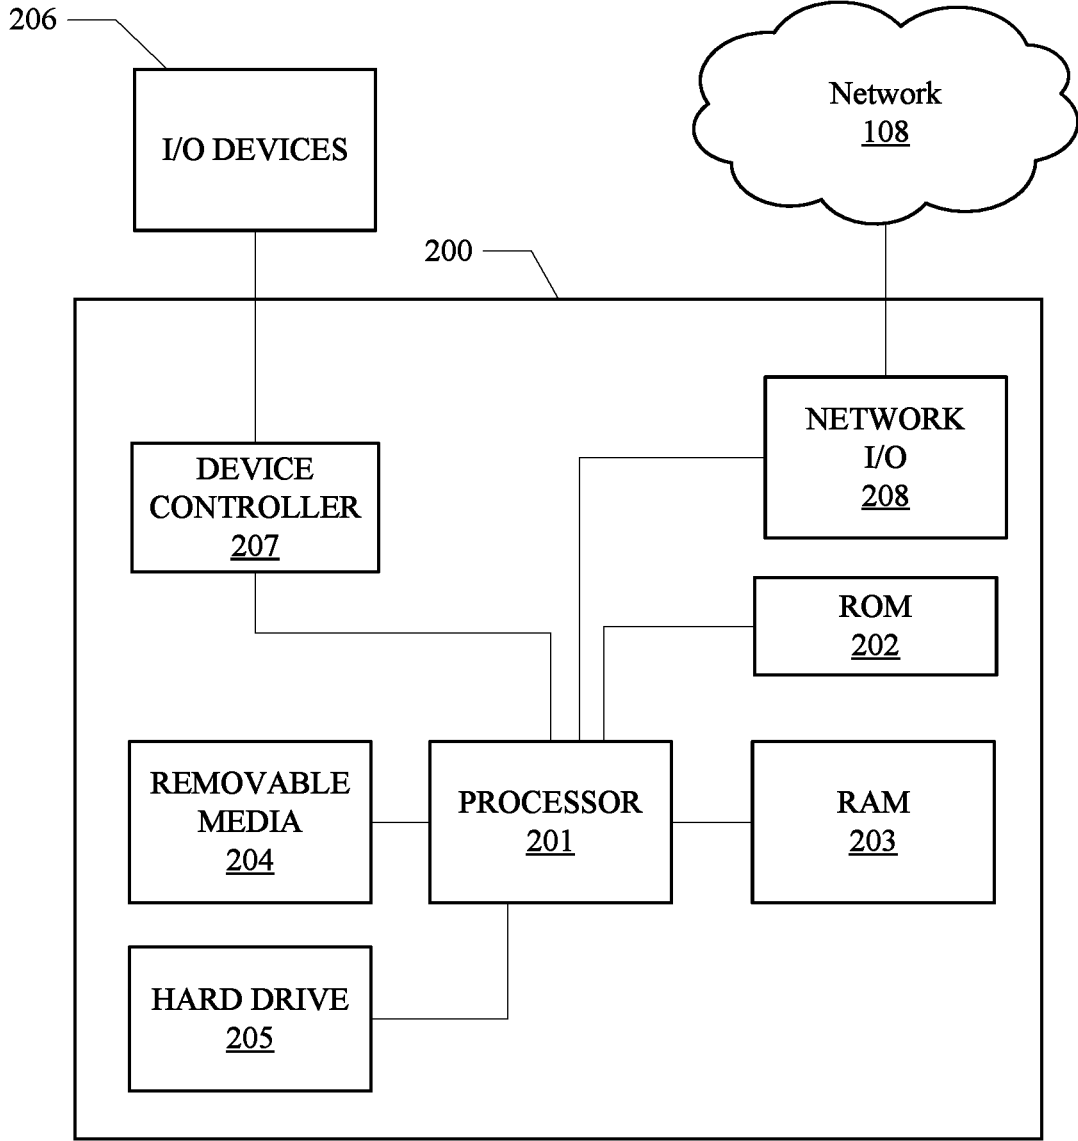 206
I/O DEVICES
Network
108
200
NETWORK
I/O
208
DEVICE
CONTROLLER
207
ROM
202
REMOVABLE
MEDIA
204
PROCESSOR
201
RAM
203
HARD DRIVE
205